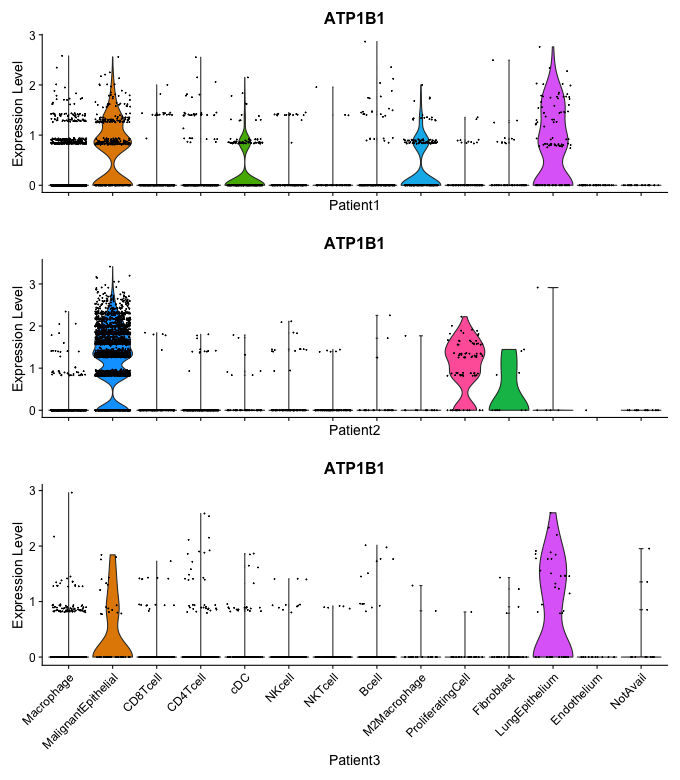 ATP1B1
Expression Level
3
2
1
0
Patient1
ATP1B1
Expression Level
3
2
1
0
Patient2
ATP1B1
Expression Level
3
2
1
0
Macrophage
MalignantEpithelial
CD8Tcell
CD4Tcell
cDC
NKcell
NKTcell
Bcell
M2Macrophage
ProliferatingCell
Fibroblast
LungEpithelium
Endothelium
NotAvail
Patient3